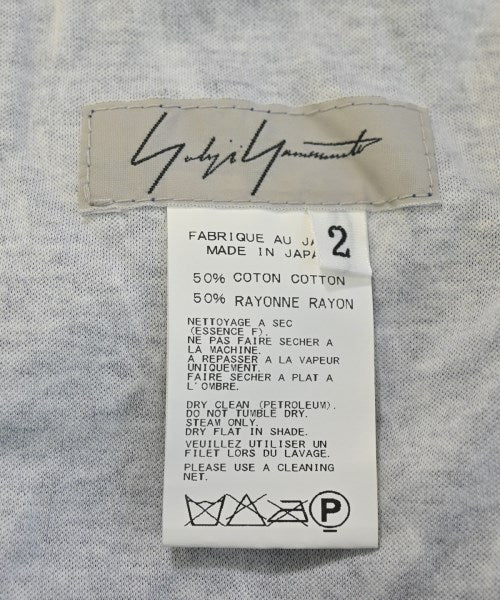 Yohji Yamamoto
2
FABRIQUE AU JA
MADE IN JAPA
50% COTON COTTON
50% RAYONNE RAYON
NETTOYAGE A SEC
(ESSENCE F).
NE PAS FAIRE SECHER A
LA MACHINE.
A REPASSER A LA VAPEUR
UNIQUEMENT.
FAIRE SECHER A PLAT A
L'OMBRE.
DRY CLEAN (PETROLEUM).
DO NOT TUMBLE DRY.
STEAM ONLY.
DRY FLAT IN SHADE.
VEUILLEZ UTILISER UN
FILET LORS DU LAVAGE.
PLEASE USE A CLEANING
NET.
P